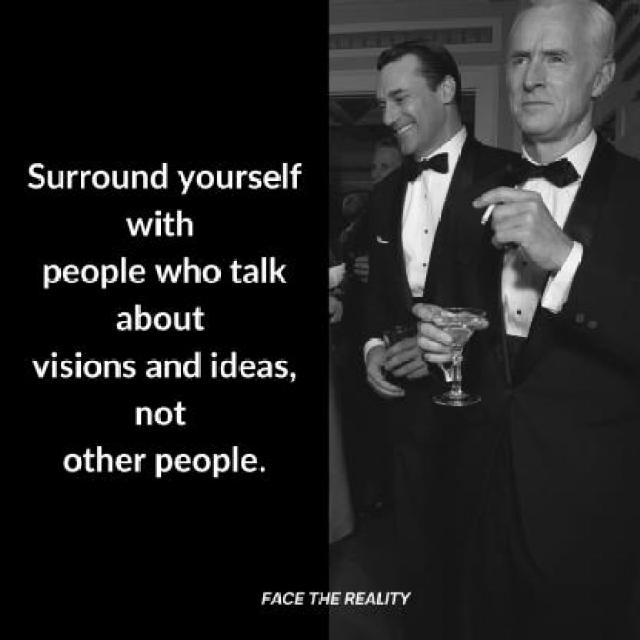 Surround yourself
with
people who talk
about
visions and ideas,
not
other people.
FACE THE REALITY